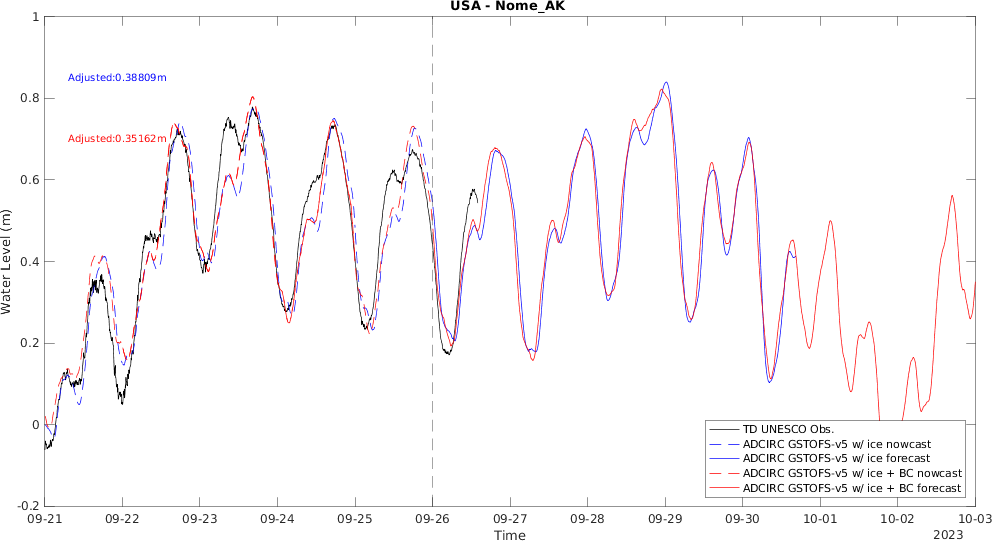 USA - Nome_AK
Adjusted:0.38809m
Adjusted:0.35162m
Water Level (m)
1
0.8
0.6
0.4
0.2
0
-0.2
TD UNESCO Obs.
ADCIRC GSTOFS-v5 w/ ice nowcast
ADCIRC GSTOFS-v5 w/ ice forecast
ADCIRC GSTOFS-v5 w/ ice + BC nowcast
ADCIRC GSTOFS-v5 w/ ice + BC forecast
09-21 09-22 09-23 09-24 09-25 09-26 09-27 09-28 09-29 09-30 10-01 10-02 10-03
Time
2023